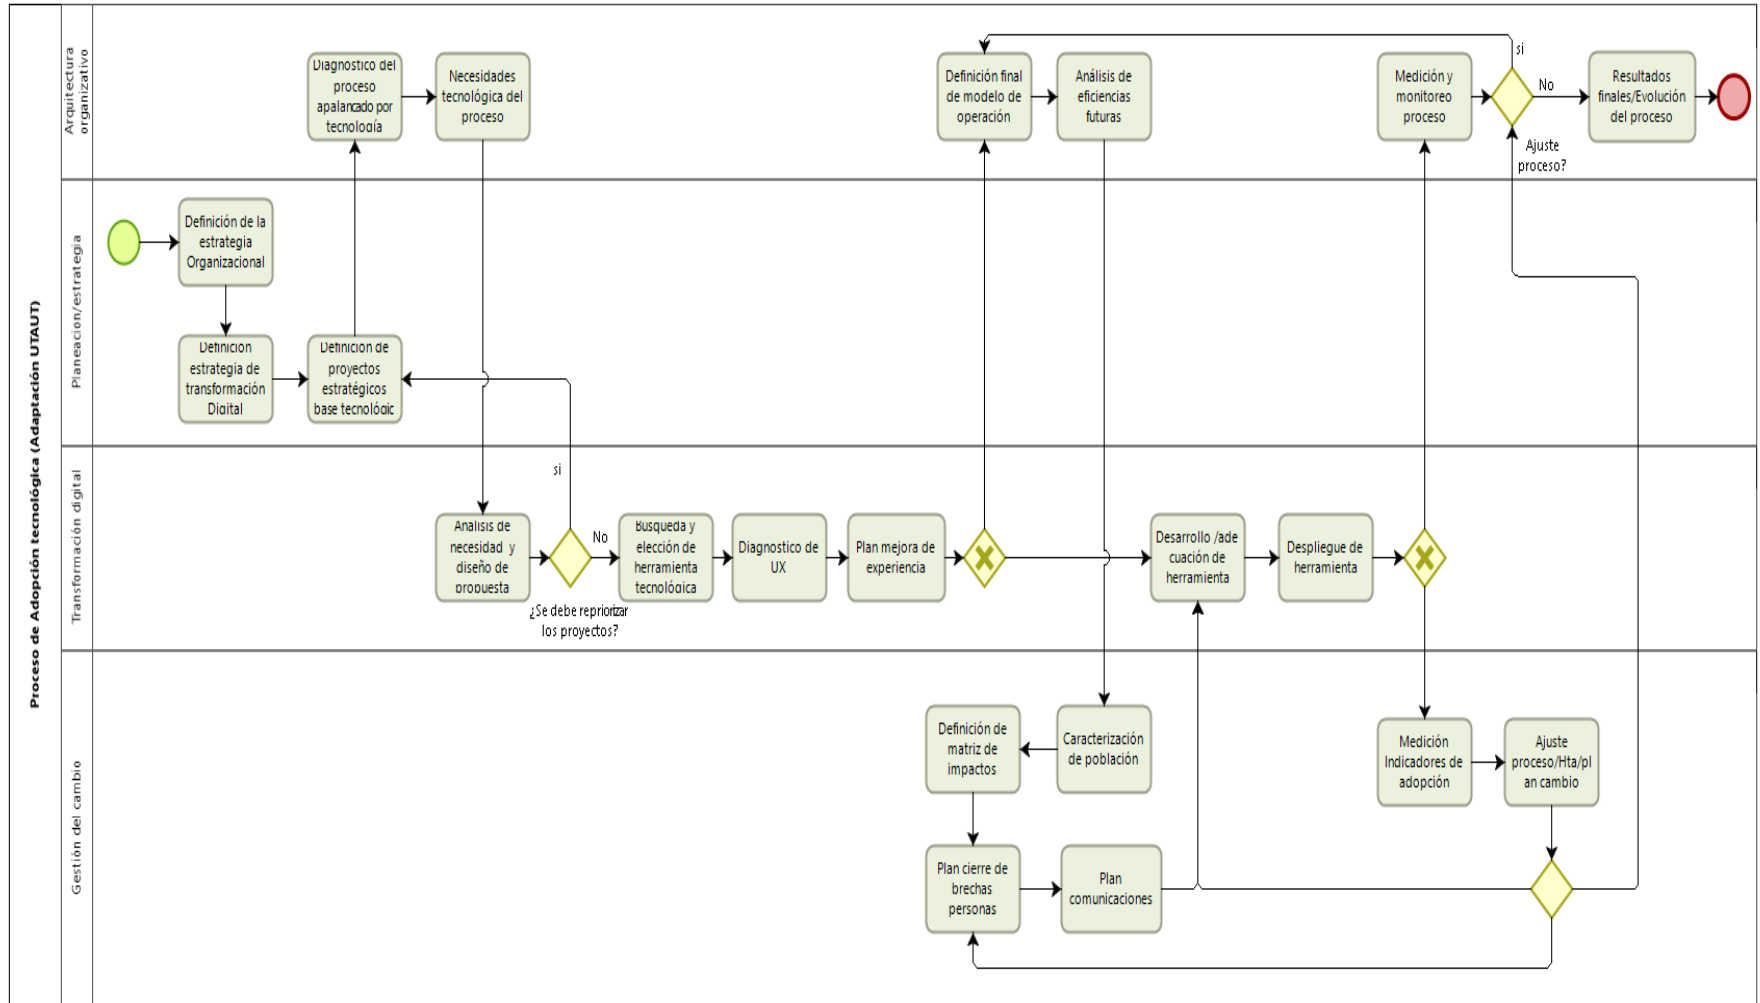 Proceso de Adopción tecnológica (Adaptación UTAUT)
Arquitectura
organizativo
Diagnostico del
proceso
apalancado por
tecnología
Necesidades
tecnológica del
proceso
Definición final
de modelo de
operación
Análisis de
eficiencias
futuras
Medición y
monitoreo
proceso
si
No
Ajuste
proceso?
Resultados
finales/Evolución
del proceso
Planeacion/estrategia
Definición de la
estrategia
Organizacional
Definición
estrategia de
transformación
Digital
Definición de
proyectos
estratégicos
base tecnológic
Transformación digital
si
Análisis de
necesidad y
diseño de
propuesta
No
¿Se debe repriorizar
los proyectos?
Busqueda y
elección de
herramienta
tecnológica
Diagnostico de
UX
Plan mejora de
experiencia
Desarrollo /ade
cuación de
herramienta
Despliegue de
herramienta
Gestión del cambio
Definición de
matriz de
impactos
Caracterización
de población
Plan cierre de
brechas
personas
Plan
comunicaciones
Medición
Indicadores de
adopción
Ajuste
proceso/Hta/pl
an cambio